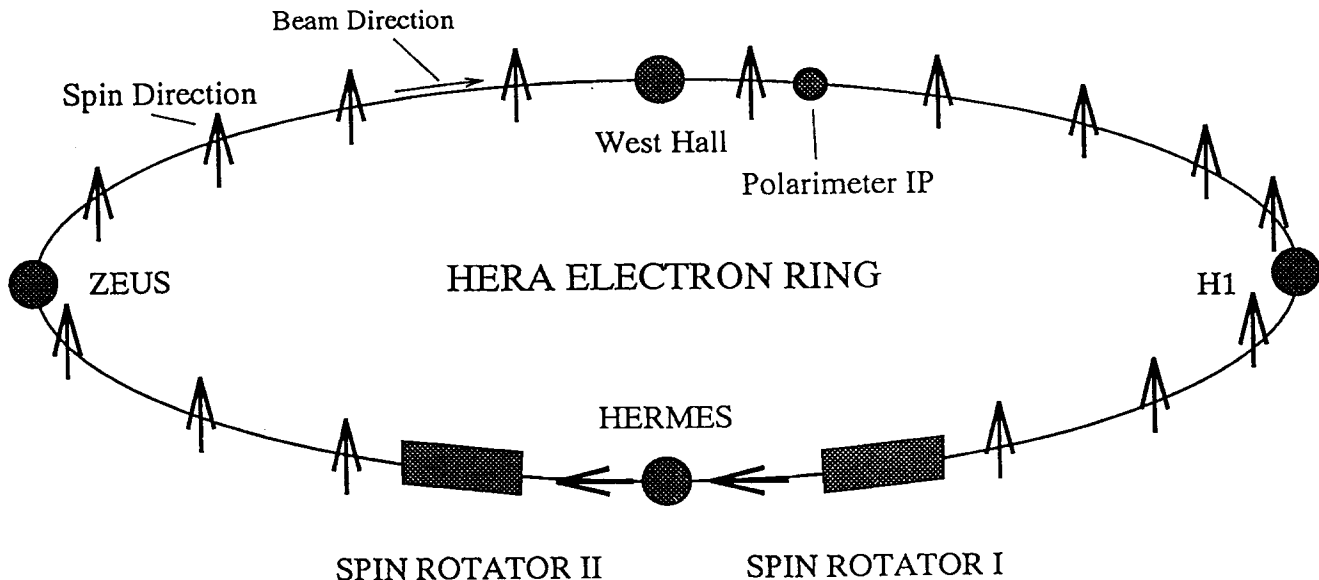 Beam Direction
Spin Direction
West Hall
Polarimeter IP
ZEUS
HERA ELECTRON RING
H1
HERMES
SPIN ROTATOR II
SPIN ROTATOR I